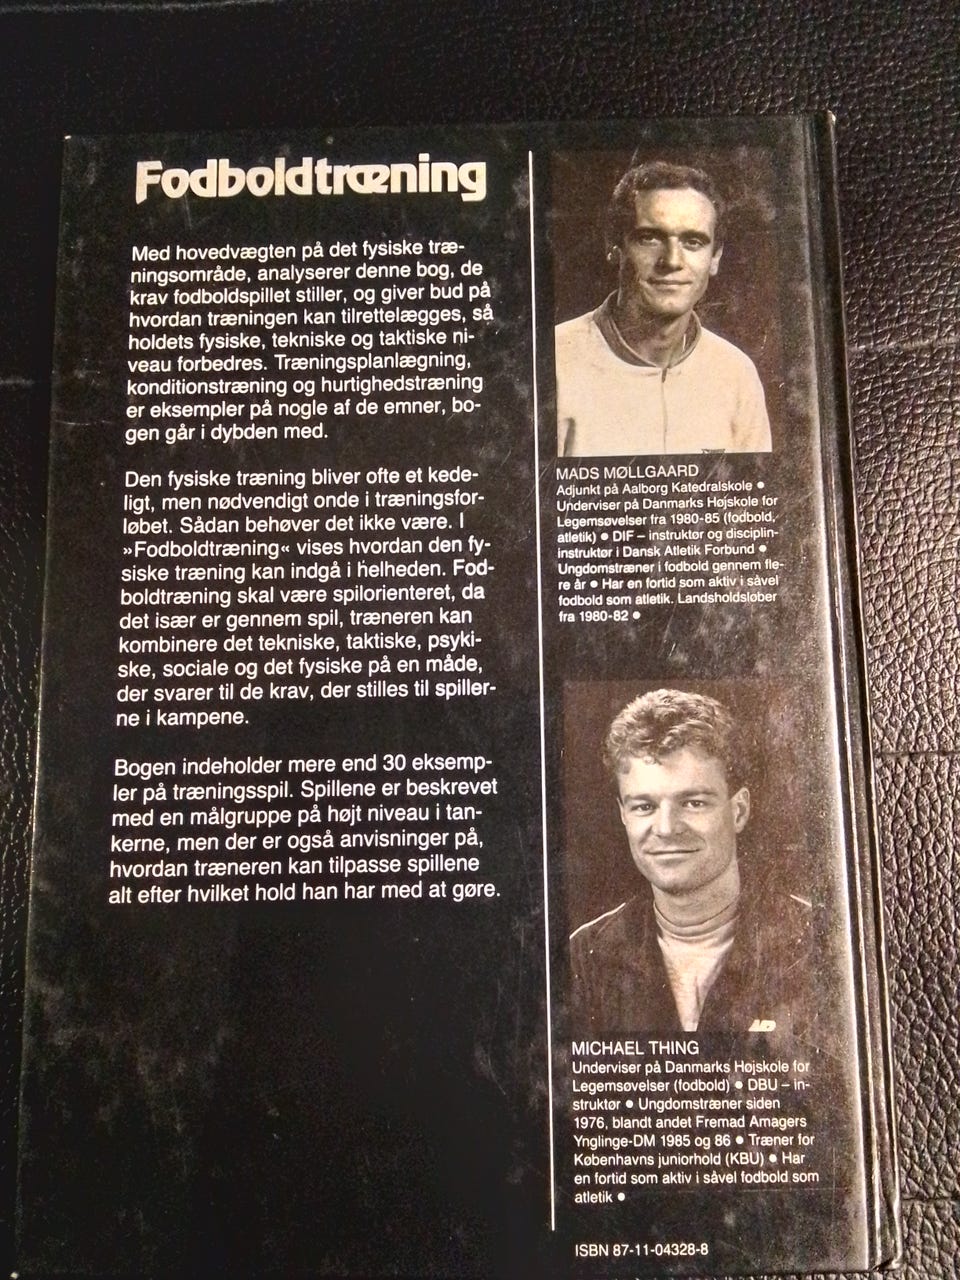 Fodboldtræning
Med hovedvægten på det fysiske træ-
ningsområde, analyserer denne bog, de
krav fodboldspillet stiller, og giver bud på
hvordan træningen kan tilrettelægges, så
holdets fysiske, tekniske og taktiske ni-
veau forbedres. Træningsplanlægning,
konditionstræning og hurtighedstræning
er eksempler på nogle af de emner, bo-
gen går i dybden med.
Den fysiske træning bliver ofte et kede-
ligt, men nødvendigt onde i træningsfor-
løbet. Sådan behøver det ikke være. I
»Fodboldtræning« vises hvordan den fy-
siske træning kan indgå i helheden. Fod-
boldtræning skal være spilorienteret, da
det især er gennem spil, træneren kan
kombinere det tekniske, taktiske, psyki-
ske, sociale og det fysiske på en måde,
der svarer til de krav, der stilles til spiller-
ne i kampene.
Bogen indeholder mere end 30 eksemp-
ler på træningsspil. Spillene er beskrevet
med en målgruppe på højt niveau i tan-
kerne, men der er også anvisninger på,
hvordan træneren kan tilpasse spillene
alt efter hvilket hold han har med at gøre.
MADS MØLLGAARD
Adjunkt på Aalborg Katedralskole ●
Underviser på Danmarks Højskole for
Legemsøvelser fra 1980-85 (fodbold,
atletik) ● DIF – instruktør og disciplin-
instruktør i Dansk Atletik Forbund ●
Ungdomstræner i fodbold gennem fle-
re år ● Har en fortid som aktiv i såvel
fodbold som atletik. Landsholdsløber
fra 1980-82 ●
MICHAEL THING
Underviser på Danmarks Højskole for
Legemsøvelser (fodbold) ● DBU – in-
struktør ● Ungdomstræner siden
1976, blandt andet Fremad Amagers
Ynglinge-DM 1985 og 86 ● Træner for
Københavns juniorhold (KBU) ● Har
en fortid som aktiv i såvel fodbold som
atletik ●
ISBN 87-11-04328-8